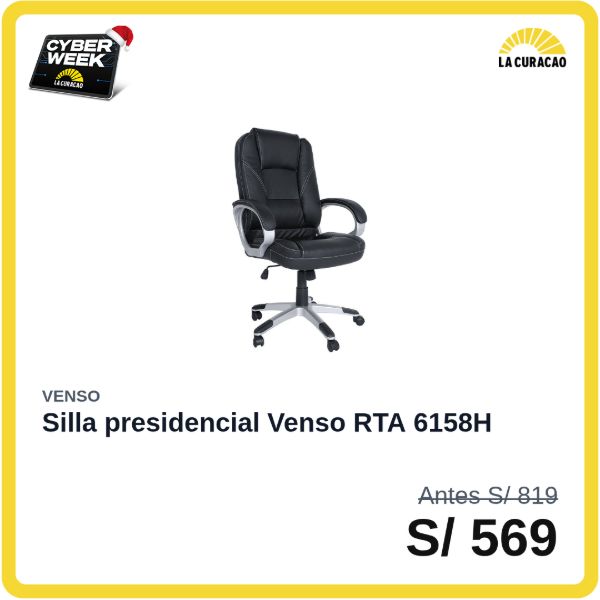 CYBER
WEEK
LA CURACAO
LA CURACAO
VENSO
Silla presidencial Venso RTA 6158H
Antes S/ 819
S/ 569